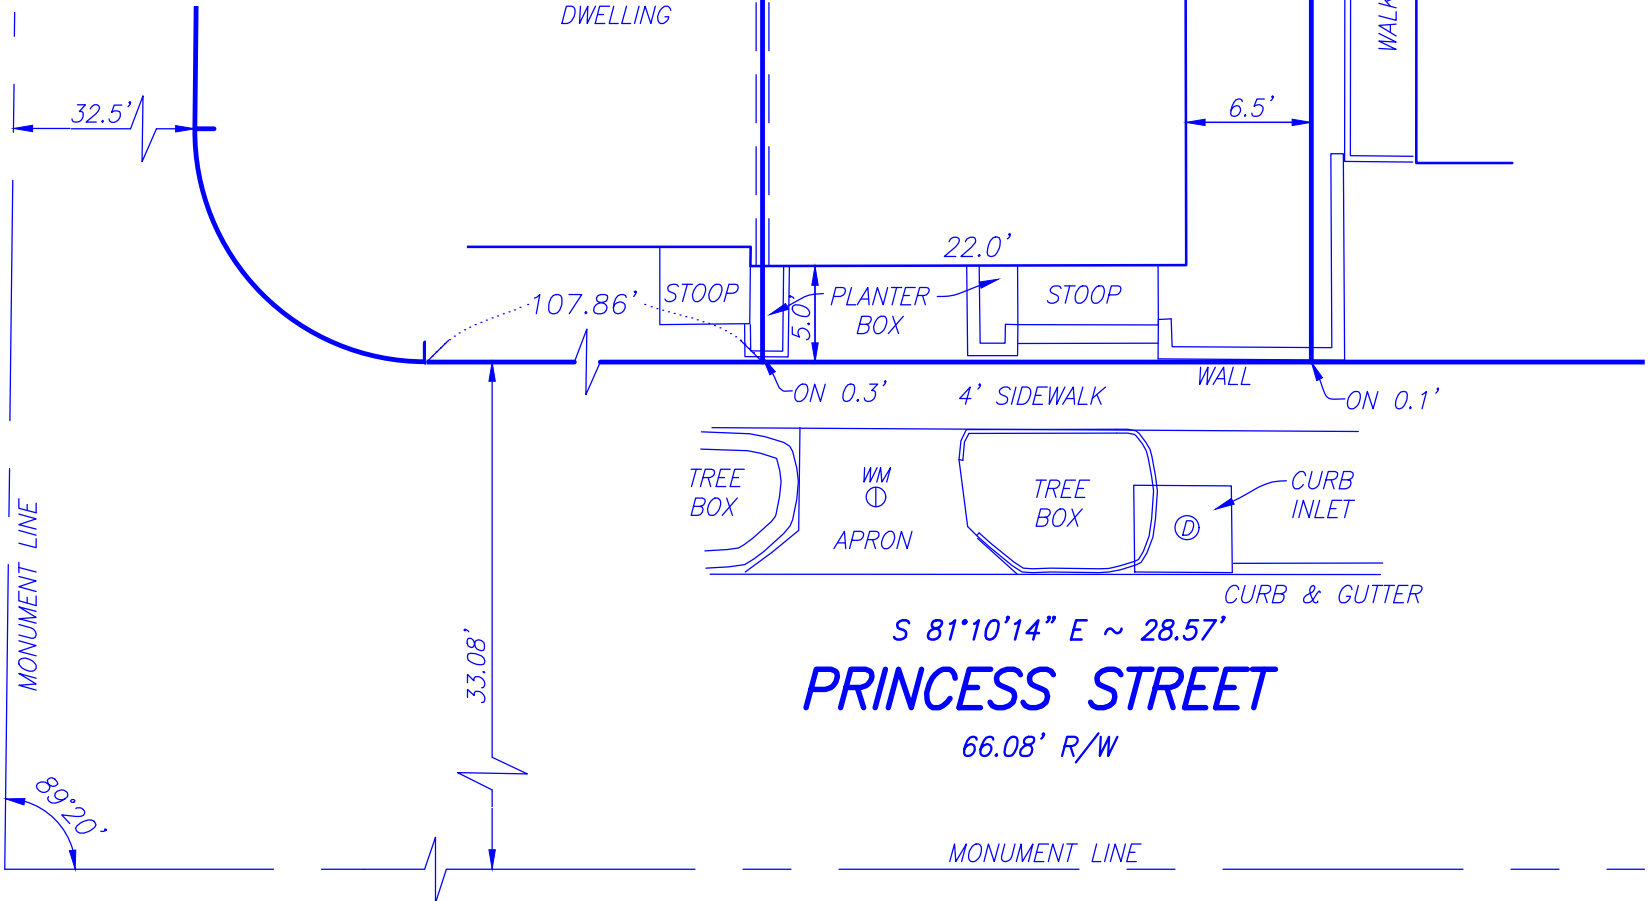 DWELLING
WALK
32.5'
6.5'
22.0'
STOOP
107.86'
PLANTER
BOX
5.0'
STOOP
ON 0.3'
4' SIDEWALK
WALL
ON 0.1'
TREE
BOX
WM
APRON
TREE
BOX
D
CURB
INLET
CURB & GUTTER
MONUMENT LINE
33.08'
S 81°10'14" E ~ 28.57'
PRINCESS STREET
66.08' R/W
89°20'
MONUMENT LINE